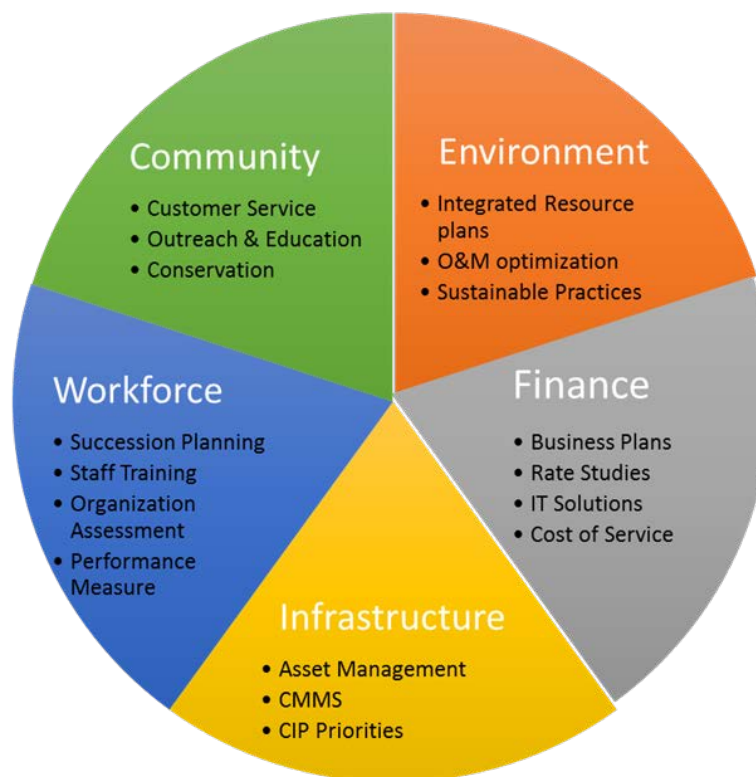 Community
• Customer Service
• Outreach & Education
• Conservation
Environment
• Integrated Resource
plans
• O&M optimization
• Sustainable Practices
Workforce
• Succession Planning
• Staff Training
• Organization
Assessment
• Performance
Measure
Finance
• Business Plans
• Rate Studies
• IT Solutions
• Cost of Service
Infrastructure
• Asset Management
• CMMS
• CIP Priorities